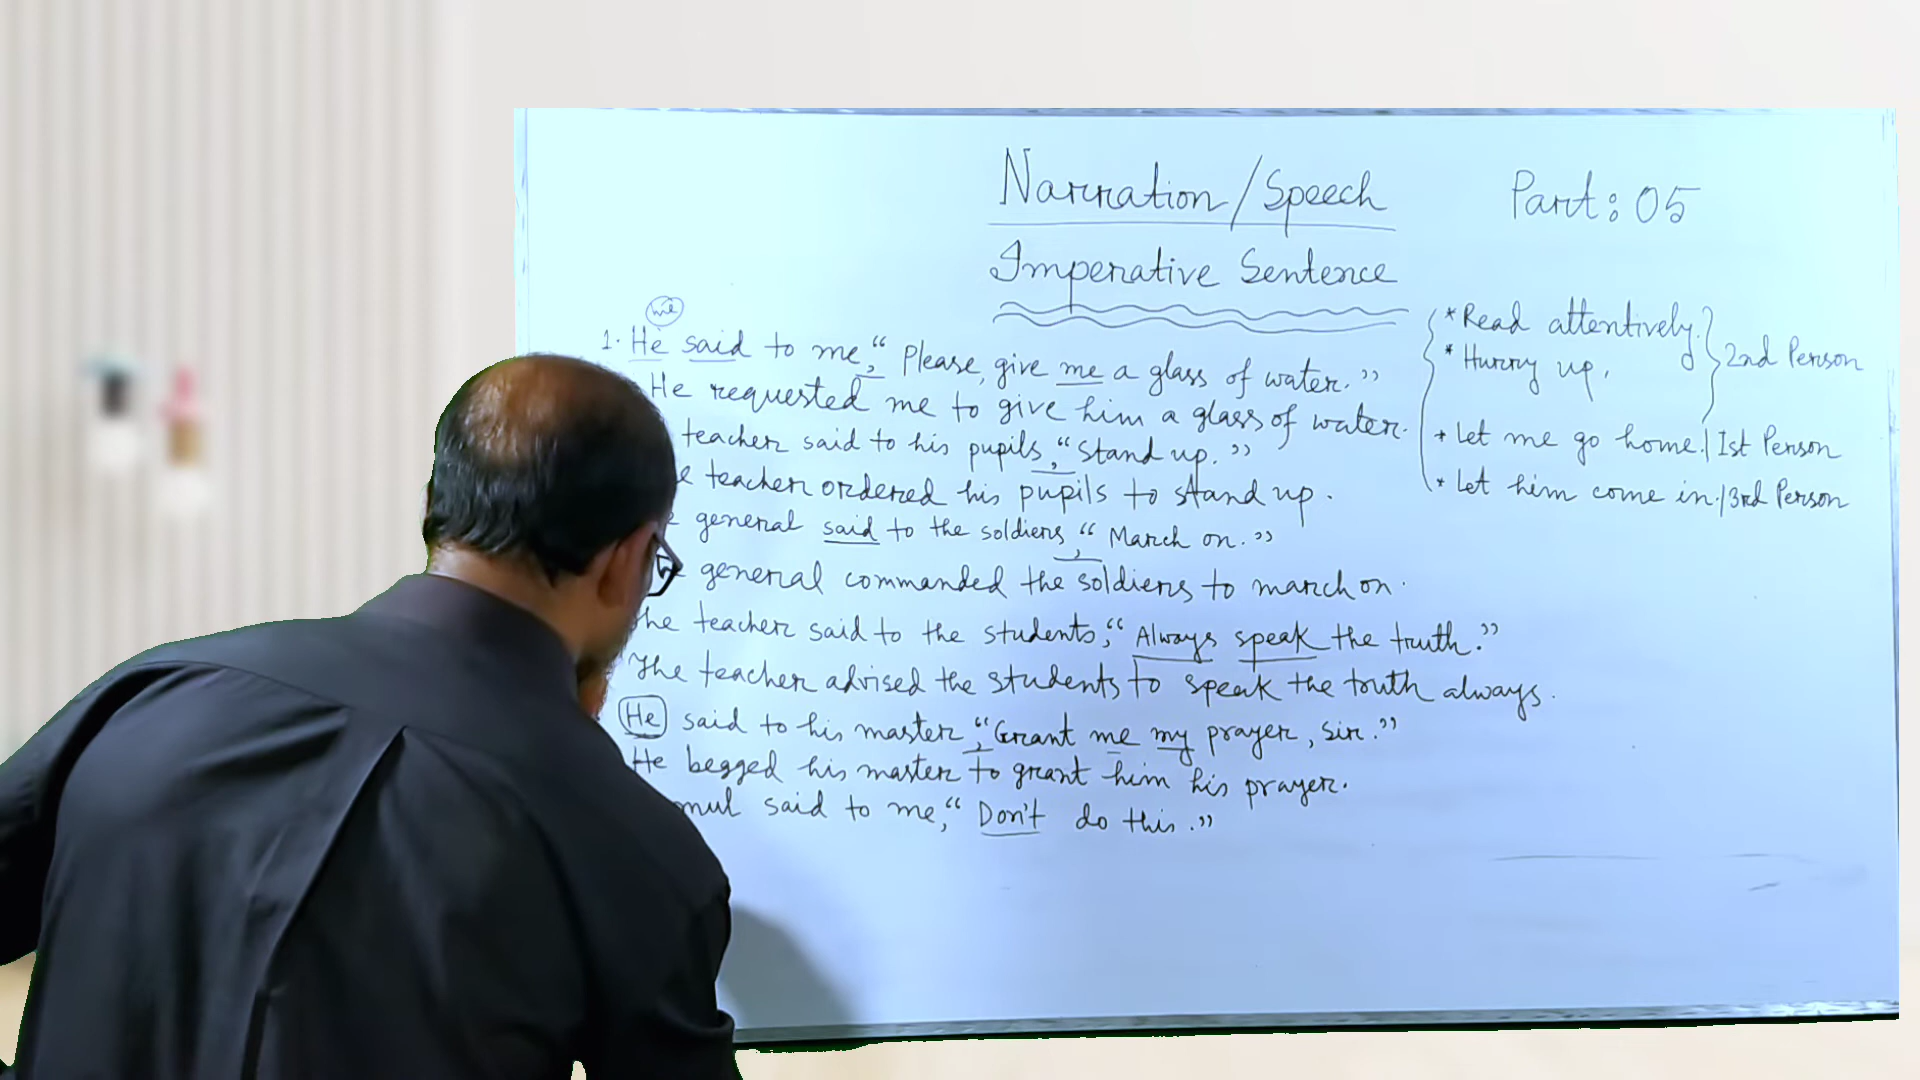 Narration/Speech
Part: 05
Imperative Sentence
me
1. He said to me, "Please, give me a glass of water."
He requested me to give him a glass of water.
teacher said to his pupils, "Stand up."
teacher ordered his pupils to stand up.
general said to the soldiers, "March on."
general commanded the soldiers to march on.
The teacher said to the students, "Always speak the truth."
The teacher advised the students to speak the truth always.
He said to his master, "Grant me my prayer, sir."
He begged his master to grant him his prayer.
said to me, "Don't do this."
* Read attentively.
* Hurry up.
2nd Person
* Let me go home. | 1st Person
* Let him come in. | 3rd Person